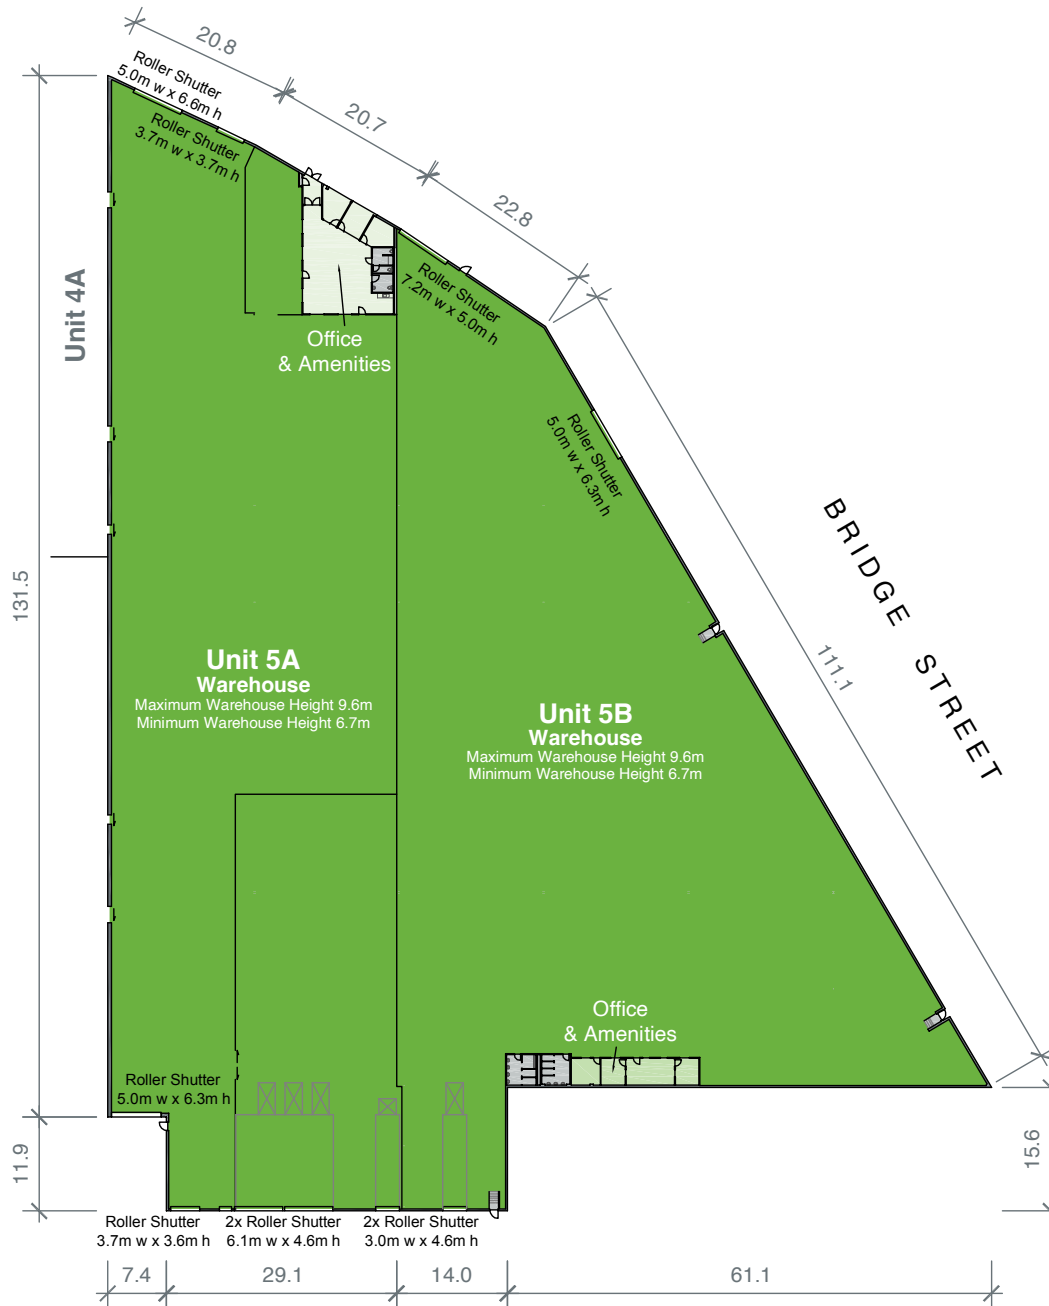 20.8
Roller Shutter
5.0m w x 6.6m h
20.7
Roller Shutter
3.7m w x 3.7m h
22.8
Roller Shutter
7.2m w x 5.0m h
Unit 4A
Office
& Amenities
Roller Shutter
5.0m w x 6.3m h
BRIDGE STREET
131.5
111.1
Unit 5A
Warehouse
Maximum Warehouse Height 9.6m
Minimum Warehouse Height 6.7m
Unit 5B
Warehouse
Maximum Warehouse Height 9.6m
Minimum Warehouse Height 6.7m
Office
& Amenities
Roller Shutter
5.0m w x 6.3m h
11.9
15.6
Roller Shutter
3.7m w x 3.6m h
2x Roller Shutter
6.1m w x 4.6m h
2x Roller Shutter
3.0m w x 4.6m h
7.4
29.1
14.0
61.1